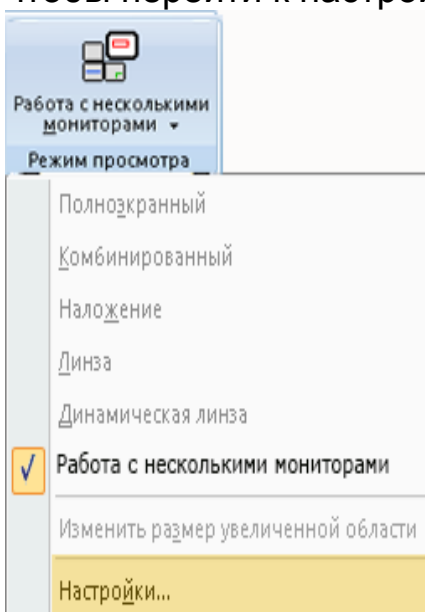 чтобы перейти к настрой
Работа с несколькими
мониторами
Режим просмотра
Полноэкранный
Комбинированный
Наложение
Линза
Динамическая линза
Работа с несколькими мониторами
Изменить размер увеличенной области
Настройки...